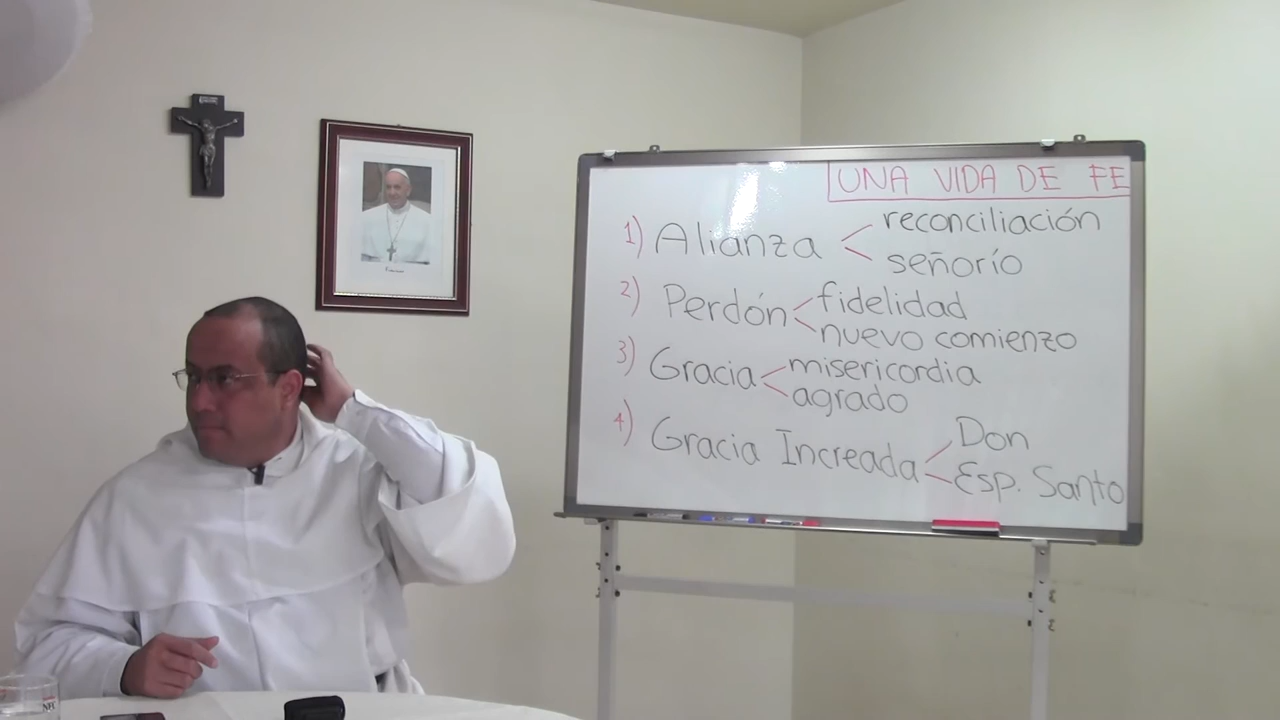 UNA VIDA DE FE
1) Alianza < reconciliación
señorío
2) Perdón < fidelidad
nuevo comienzo
3) Gracia < misericordia
agrado
4) Gracia Increada < Don
Esp. Santo